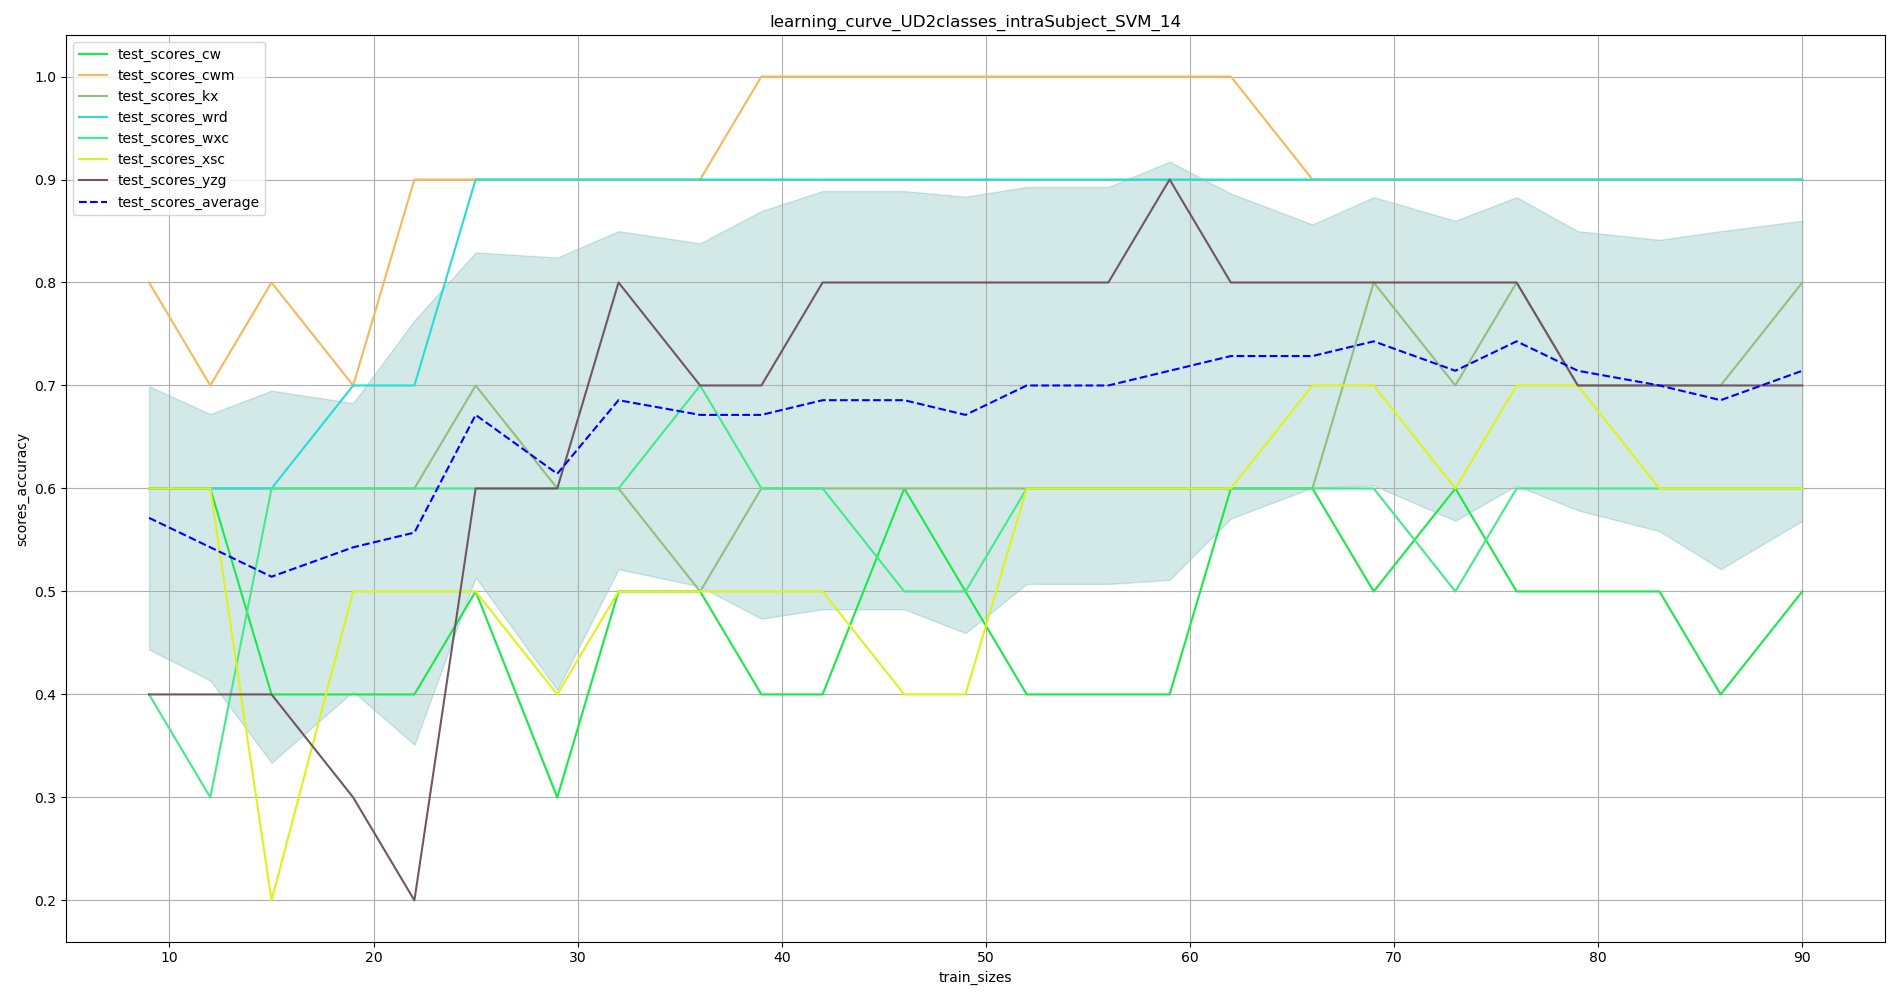 learning_curve_UD2classes_intraSubject_SVM_14
test_scores_cw
test_scores_cwm
test_scores_kx
test_scores_wrd
test_scores_wxc
test_scores_xsc
test_scores_yzg
test_scores_average
1.0
0.9
0.8
0.7
0.6
0.5
0.4
0.3
0.2
scores_accuracy
10 20 30 40 50 60 70 80 90
train_sizes